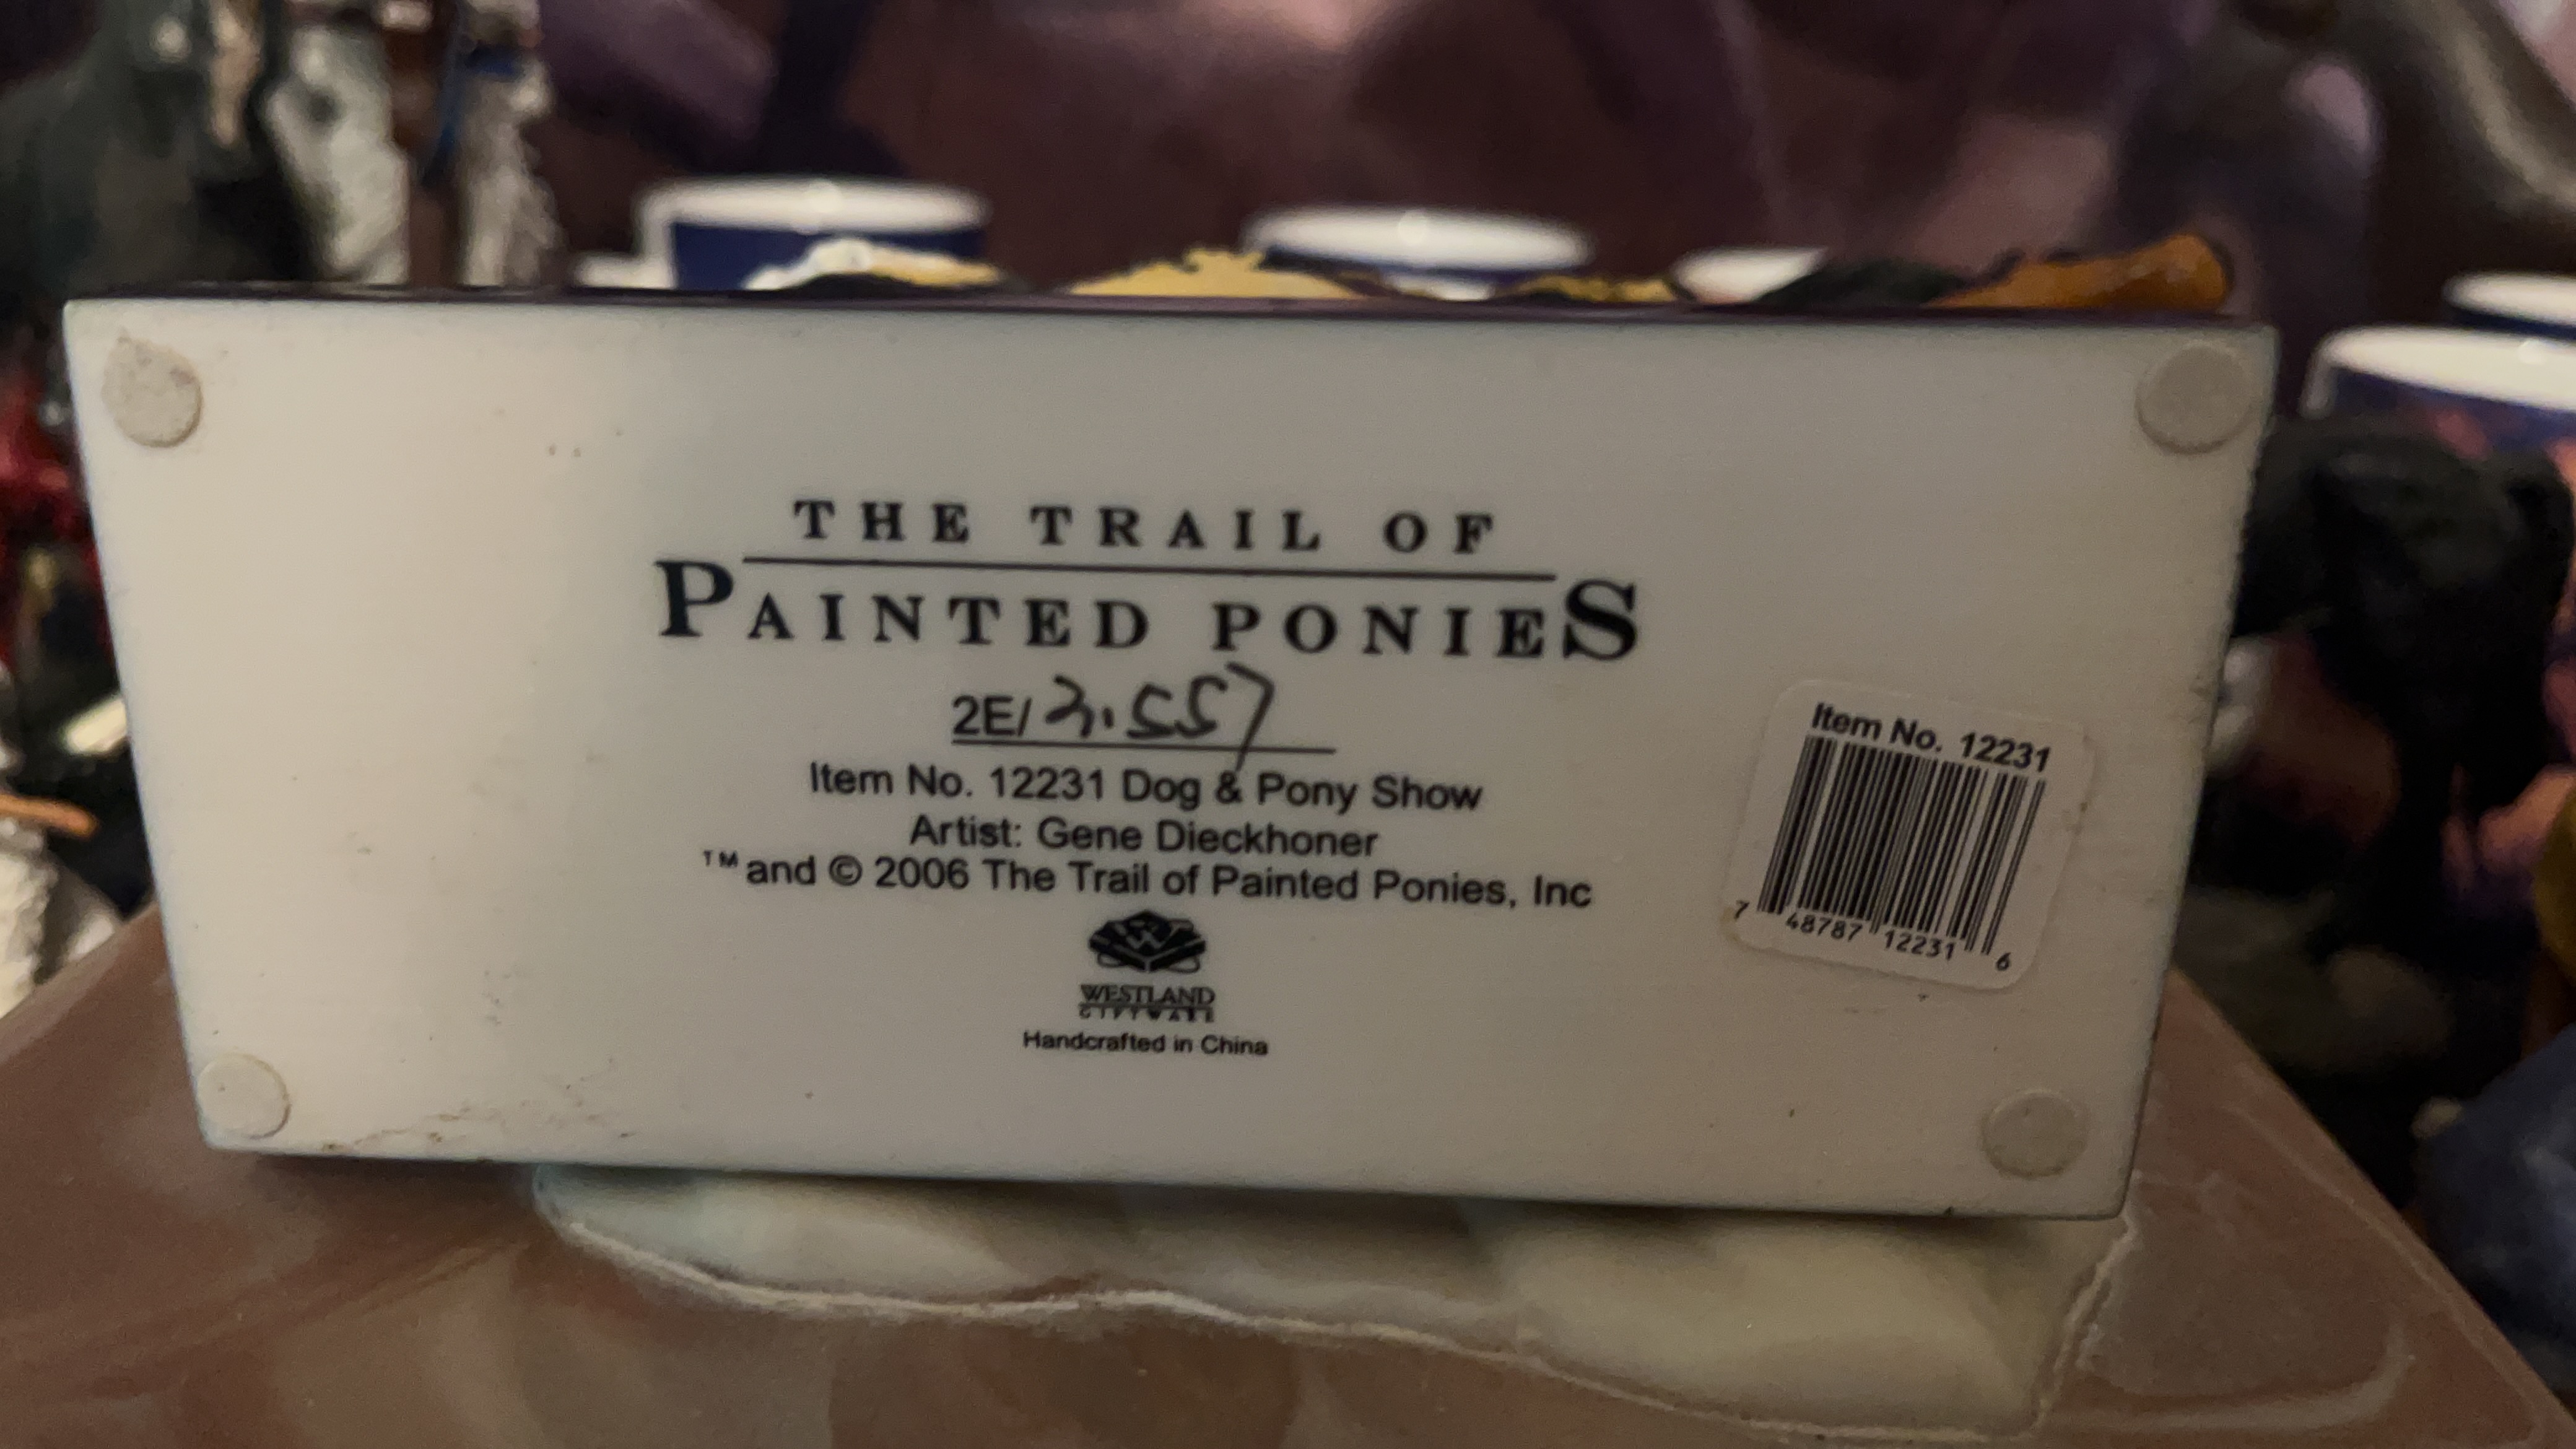 THE TRAIL OF
PAINTED PONIES
2E/3.557
Item No. 12231 Dog & Pony Show
Artist: Gene Dieckhoner
™ and © 2006 The Trail of Painted Ponies, Inc
WESTLAND
GIFTWARE
Handcrafted in China
Item No. 12231
7 48787 12231 6